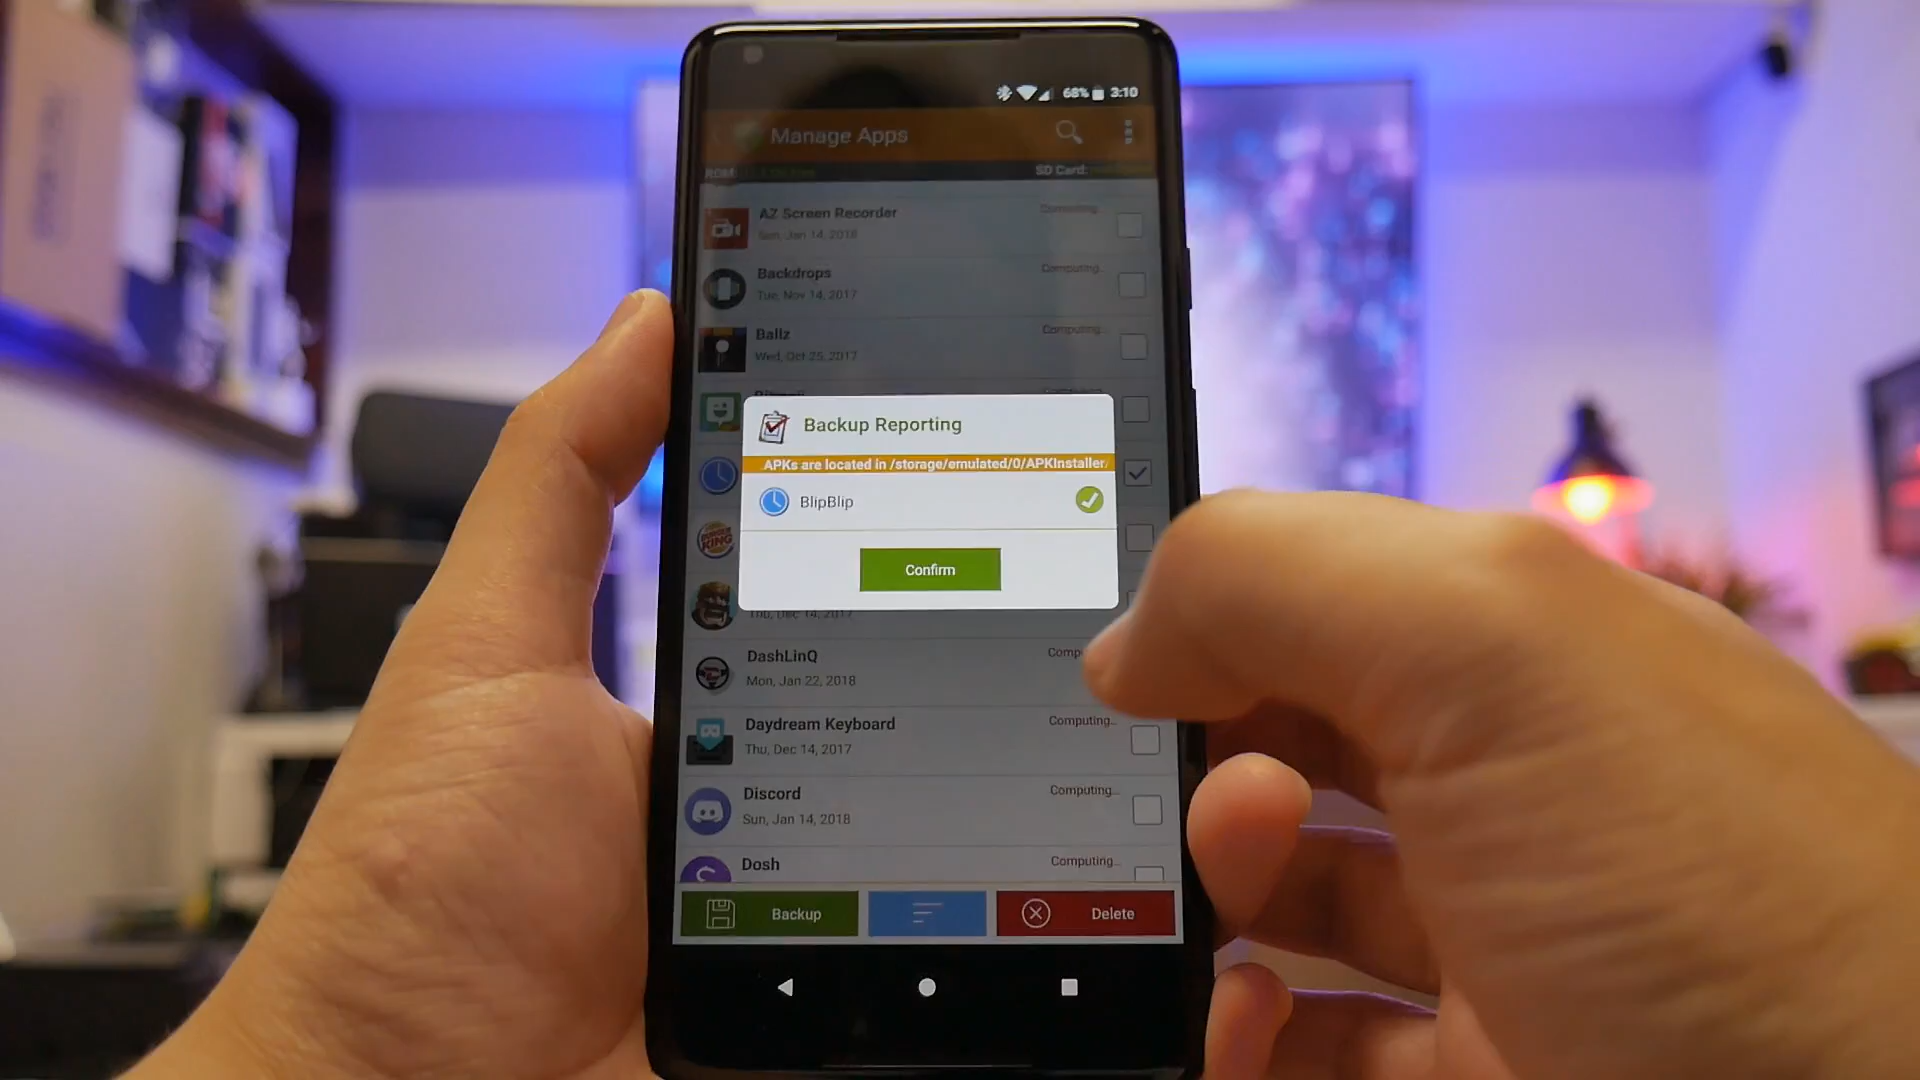 68% 3:10
Manage Apps
ROM:
SD Card:
AZ Screen Recorder
Computing...
Sun, Jan 14, 2018
Backdrops
Computing...
Tue, Nov 14, 2017
Ballz
Computing...
Wed, Oct 25, 2017
Backup Reporting
APKs are located in /storage/emulated/0/APKInstaller
BlipBlip
BURGER
KING
Confirm
Thu, Dec 14, 2017
DashLinQ
Comp
Mon, Jan 22, 2018
Daydream Keyboard
Computing...
Thu, Dec 14, 2017
Discord
Computing...
Sun, Jan 14, 2018
Dosh
Computing...
Backup
Delete